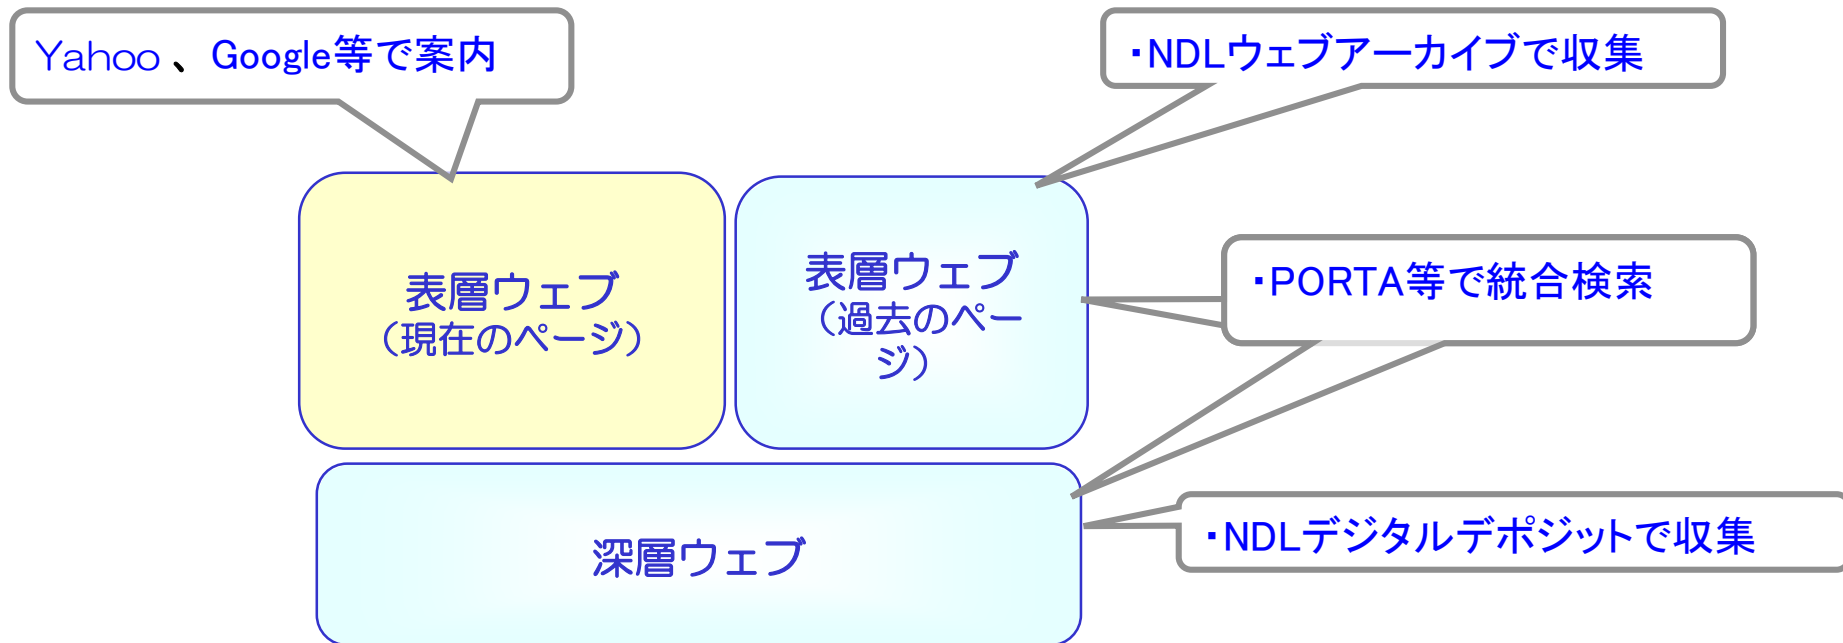 Yahoo 、Google等で案内
・NDLウェブアーカイブで収集
表層ウェブ
（現在のページ）
表層ウェブ
（過去のペー
ジ）
・PORTA等で統合検索
深層ウェブ
・NDLデジタルデポジットで収集